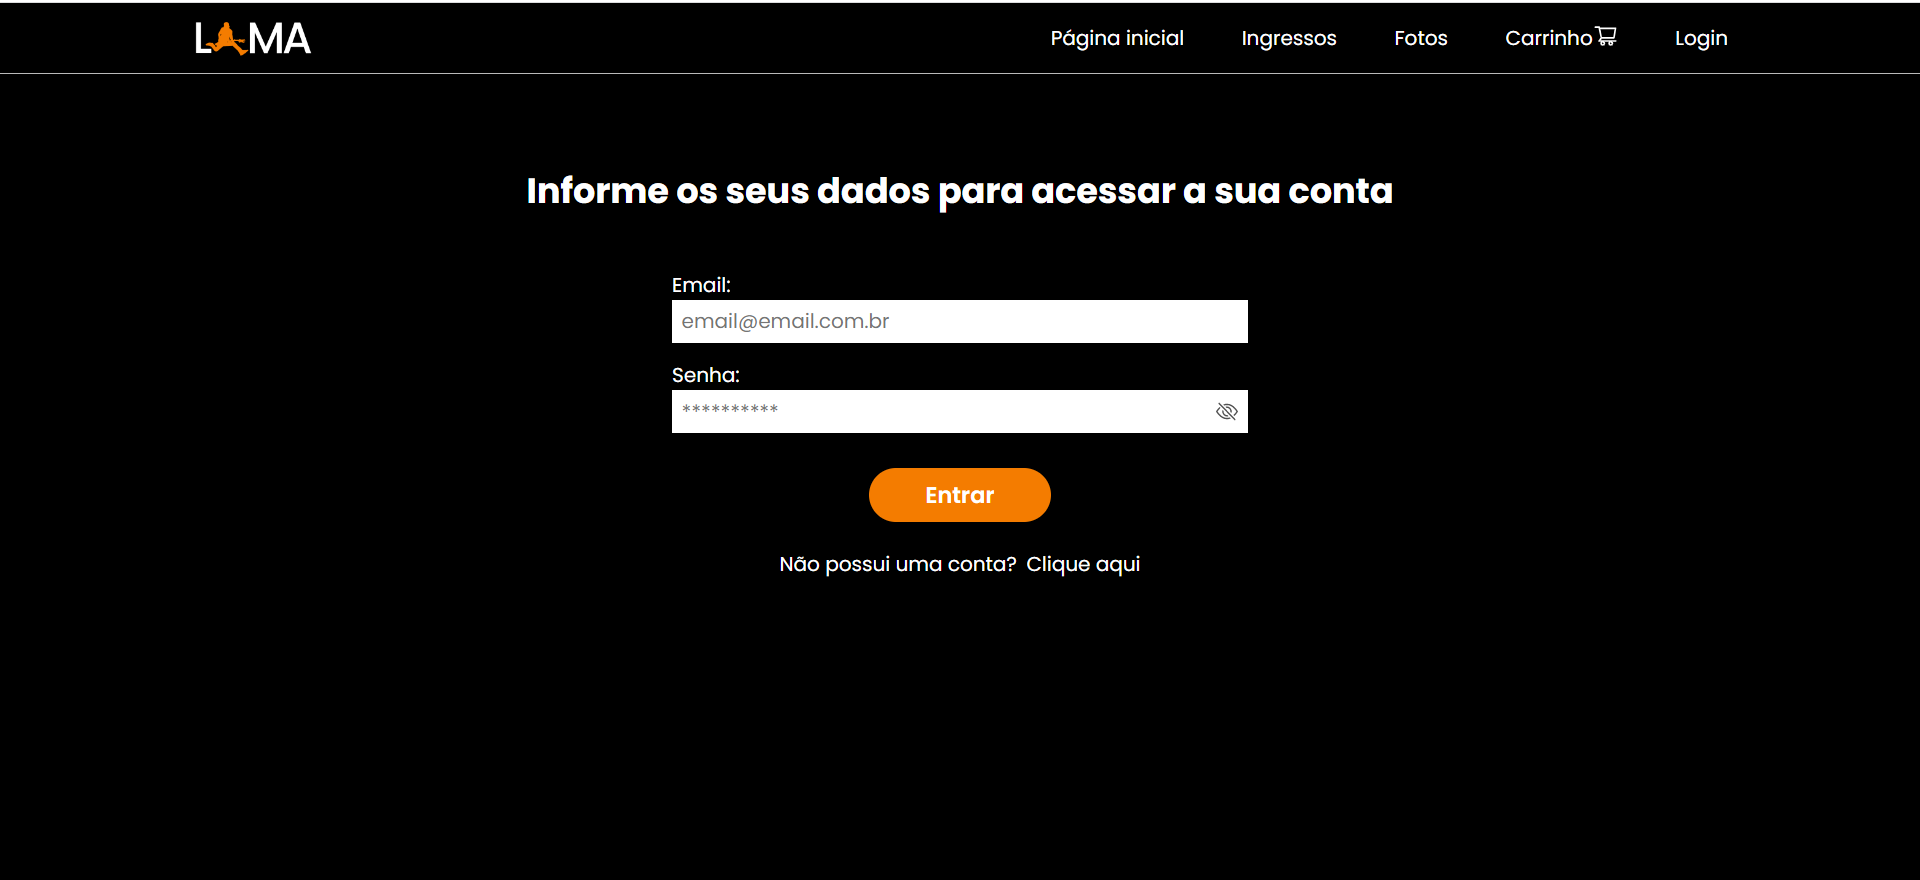 LAMA
Página inicial Ingressos Fotos Carrinho Login
Informe os seus dados para acessar a sua conta
Email:
email@email.com.br
Senha:
**********
Entrar
Não possui uma conta? Clique aqui